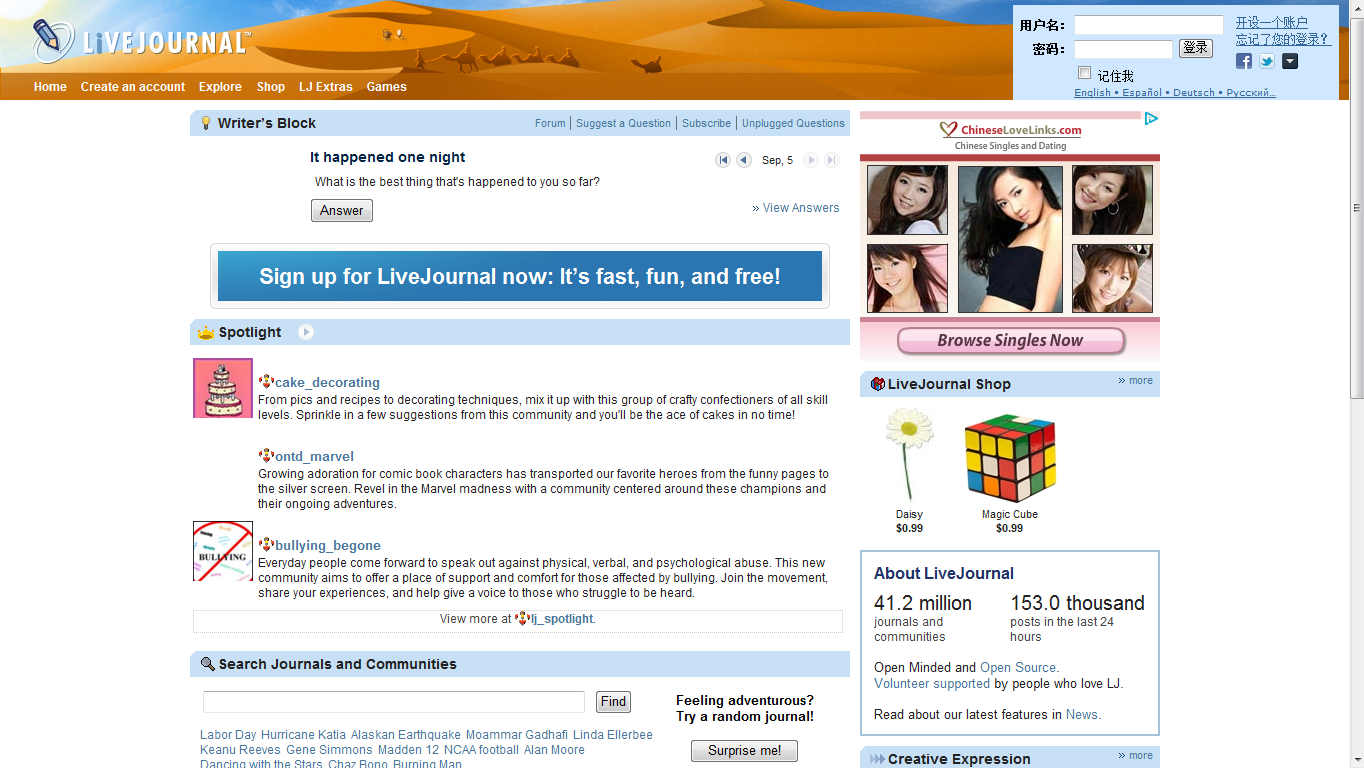 LiVEJOURNAL™
用户名:
开设一个账户
密码:
登录
忘记了您的登录?
记住我
English • Español • Deutsch • Русский...
Home Create an account Explore Shop LJ Extras Games
Writer's Block
Forum | Suggest a Question | Subscribe | Unplugged Questions
It happened one night
Sep, 5
What is the best thing that's happened to you so far?
Answer
» View Answers
Sign up for LiveJournal now: It's fast, fun, and free!
Spotlight
cake_decorating
From pics and recipes to decorating techniques, mix it up with this group of crafty confectioners of all skill
levels. Sprinkle in a few suggestions from this community and you'll be the ace of cakes in no time!
ontd_marvel
Growing adoration for comic book characters has transported our favorite heroes from the funny pages to
the silver screen. Revel in the Marvel madness with a community centered around these champions and
their ongoing adventures.
BULLYING
bullying_begone
Everyday people come forward to speak out against physical, verbal, and psychological abuse. This new
community aims to offer a place of support and comfort for those affected by bullying. Join the movement,
share your experiences, and help give a voice to those who struggle to be heard.
View more at lj_spotlight.
Search Journals and Communities
Find
Labor Day Hurricane Katia Alaskan Earthquake Moammar Gadhafi Linda Ellerbee
Keanu Reeves Gene Simmons Madden 12 NCAA football Alan Moore
Dancing with the Stars Chaz Bono Burning Man
Feeling adventurous?
Try a random journal!
Surprise me!
ChineseLoveLinks.com
Chinese Singles and Dating
Browse Singles Now
LiveJournal Shop
» more
Daisy
$0.99
Magic Cube
$0.99
About LiveJournal
41.2 million
journals and
communities
153.0 thousand
posts in the last 24
hours
Open Minded and Open Source.
Volunteer supported by people who love LJ.
Read about our latest features in News.
Creative Expression
» more